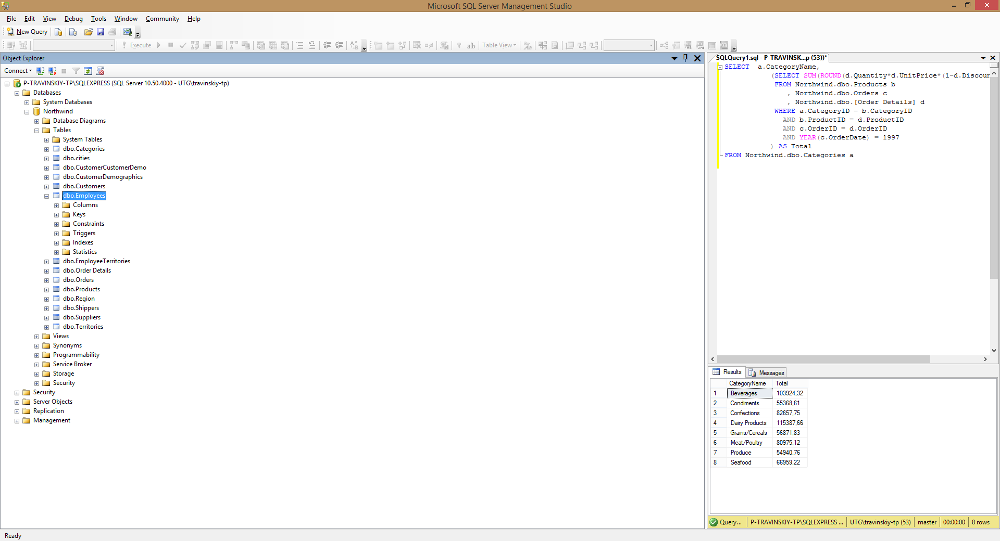 Microsoft SQL Server Management Studio
File Edit View Debug Tools Window Community Help
New Query
Execute
Table View
Object Explorer
Connect
P-TRAVINSKIY-TP\SQLEXPRESS (SQL Server 10.50.4000 - UTG\travinskiy-tp)
Databases
System Databases
Northwind
Database Diagrams
Tables
System Tables
dbo.Categories
dbo.cities
dbo.CustomerCustomerDemo
dbo.CustomerDemographics
dbo.Customers
dbo.Employees
Columns
Keys
Constraints
Triggers
Indexes
Statistics
dbo.EmployeeTerritories
dbo.Order Details
dbo.Orders
dbo.Products
dbo.Region
dbo.Shippers
dbo.Suppliers
dbo.Territories
Views
Synonyms
Programmability
Service Broker
Storage
Security
Security
Server Objects
Replication
Management
SQLQuery1.sql - P-TRAVINSK...p (53))*
SELECT a.CategoryName,
(SELECT SUM(ROUND(d.Quantity*d.UnitPrice*(1-d.Discou
FROM Northwind.dbo.Products b
, Northwind.dbo.Orders c
, Northwind.dbo.[Order Details] d
WHERE a.CategoryID = b.CategoryID
AND b.ProductID = d.ProductID
AND c.OrderID = d.OrderID
AND YEAR(c.OrderDate) = 1997
) AS Total
FROM Northwind.dbo.Categories a
Results Messages
CategoryName Total
1 Beverages 103924,32
2 Condiments 55368,61
3 Confections 82657,75
4 Dairy Products 115387,66
5 Grains/Cereals 56871,83
6 Meat/Poultry 80975,12
7 Produce 54940,76
8 Seafood 66959,22
Query... P-TRAVINSKIY-TP\SQLEXPRESS ... UTG\travinskiy-tp (53) master 00:00:00 8 rows
Ready